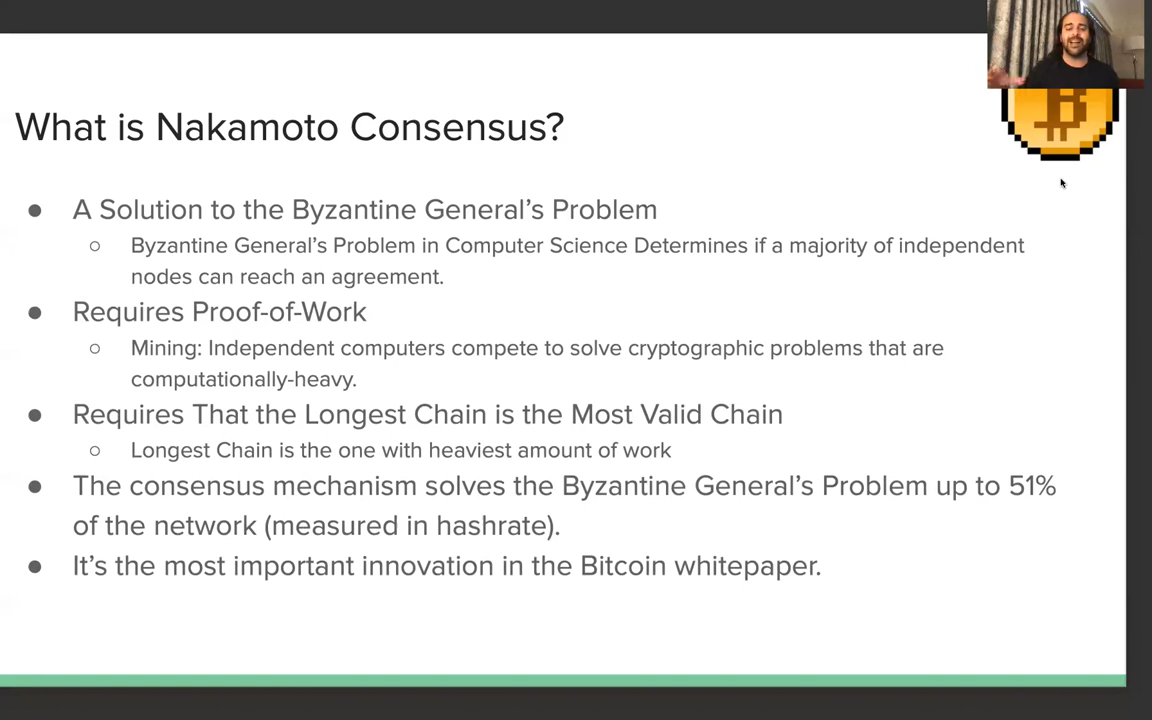 What is Nakamoto Consensus?
● A Solution to the Byzantine General's Problem
○ Byzantine General's Problem in Computer Science Determines if a majority of independent
nodes can reach an agreement.
● Requires Proof-of-Work
○ Mining: Independent computers compete to solve cryptographic problems that are
computationally-heavy.
● Requires That the Longest Chain is the Most Valid Chain
○ Longest Chain is the one with heaviest amount of work
● The consensus mechanism solves the Byzantine General's Problem up to 51%
of the network (measured in hashrate).
● It's the most important innovation in the Bitcoin whitepaper.